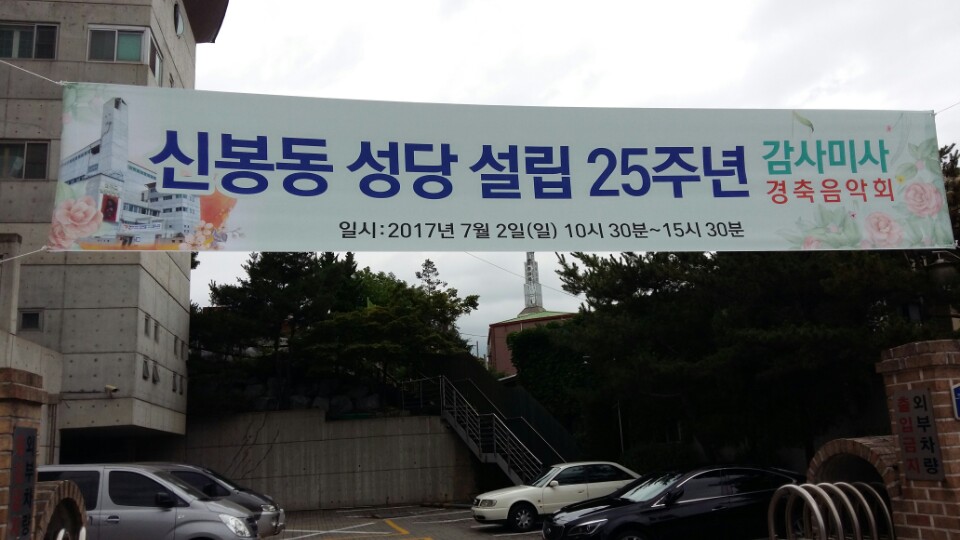 신봉동 성당 설립 25주년 감사미사
경축음악회
일시:2017년 7월 2일(일) 10시 30분~15시 30분
외부차량
출입금지
외부